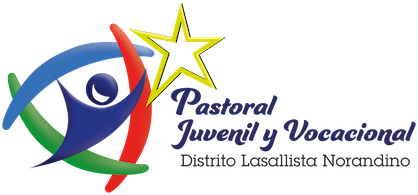 Pastoral
Juvenil y Vocacional
Distrito Lasallista Norandino